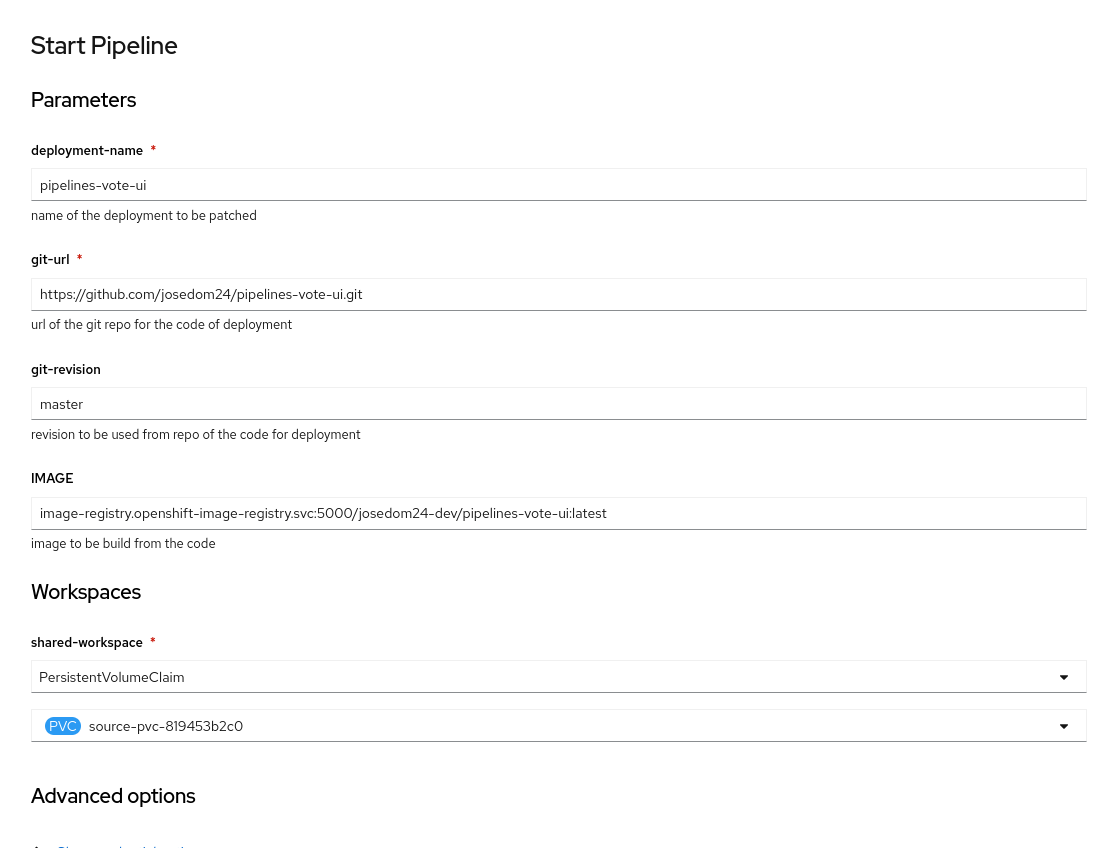 Start Pipeline
Parameters
deployment-name *
pipelines-vote-ui
name of the deployment to be patched
git-url *
https://github.com/josedom24/pipelines-vote-ui.git
url of the git repo for the code of deployment
git-revision
master
revision to be used from repo of the code for deployment
IMAGE
image-registry.openshift-image-registry.svc:5000/josedom24-dev/pipelines-vote-ui:latest
image to be build from the code
Workspaces
shared-workspace *
PersistentVolumeClaim
PVC source-pvc-819453b2c0
Advanced options